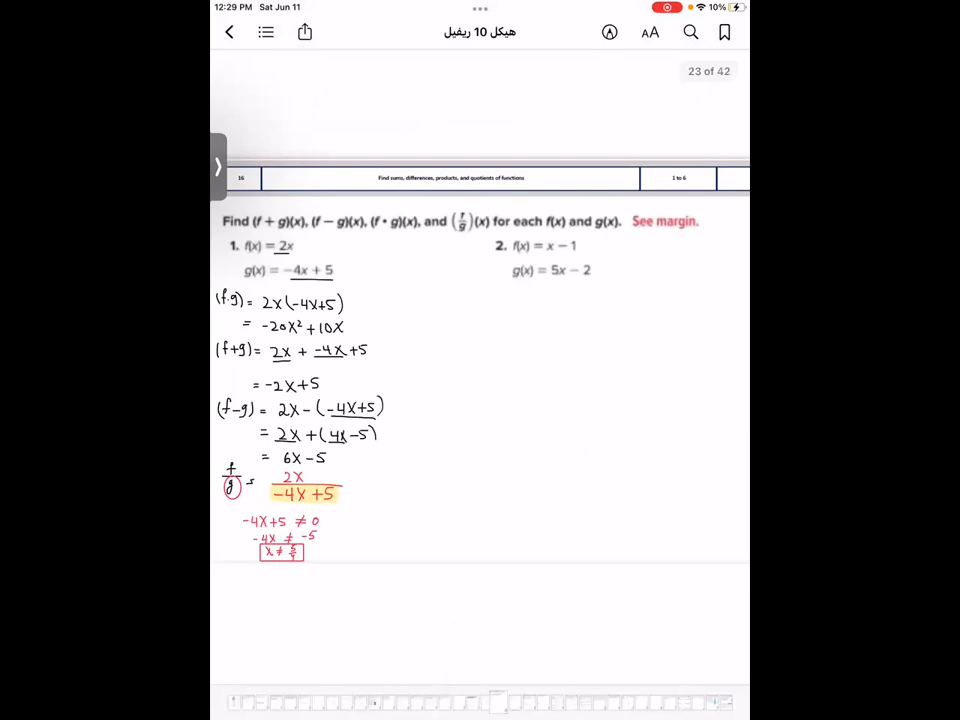 12:29 PM Sat Jun 11
10%
هيكل 10 ريفيل
AA
23 of 42
16 Find sums, differences, products, and quotients of functions 1 to 6
Find (f + g)(x), (f − g)(x), (f • g)(x), and (f/g)(x) for each f(x) and g(x). See margin.
1. f(x) = 2x
g(x) = −4x + 5
2. f(x) = x − 1
g(x) = 5x − 2
(f·g) = 2x(-4x+5)
= -20x² + 10x
(f+g) = 2x + -4x + 5
= -2x + 5
(f-g) = 2x - (-4x+5)
= 2x + (4x-5)
= 6x - 5
f/g = 2x/(-4x+5)
-4x+5 ≠ 0
-4x ≠ -5
x ≠ 5/4